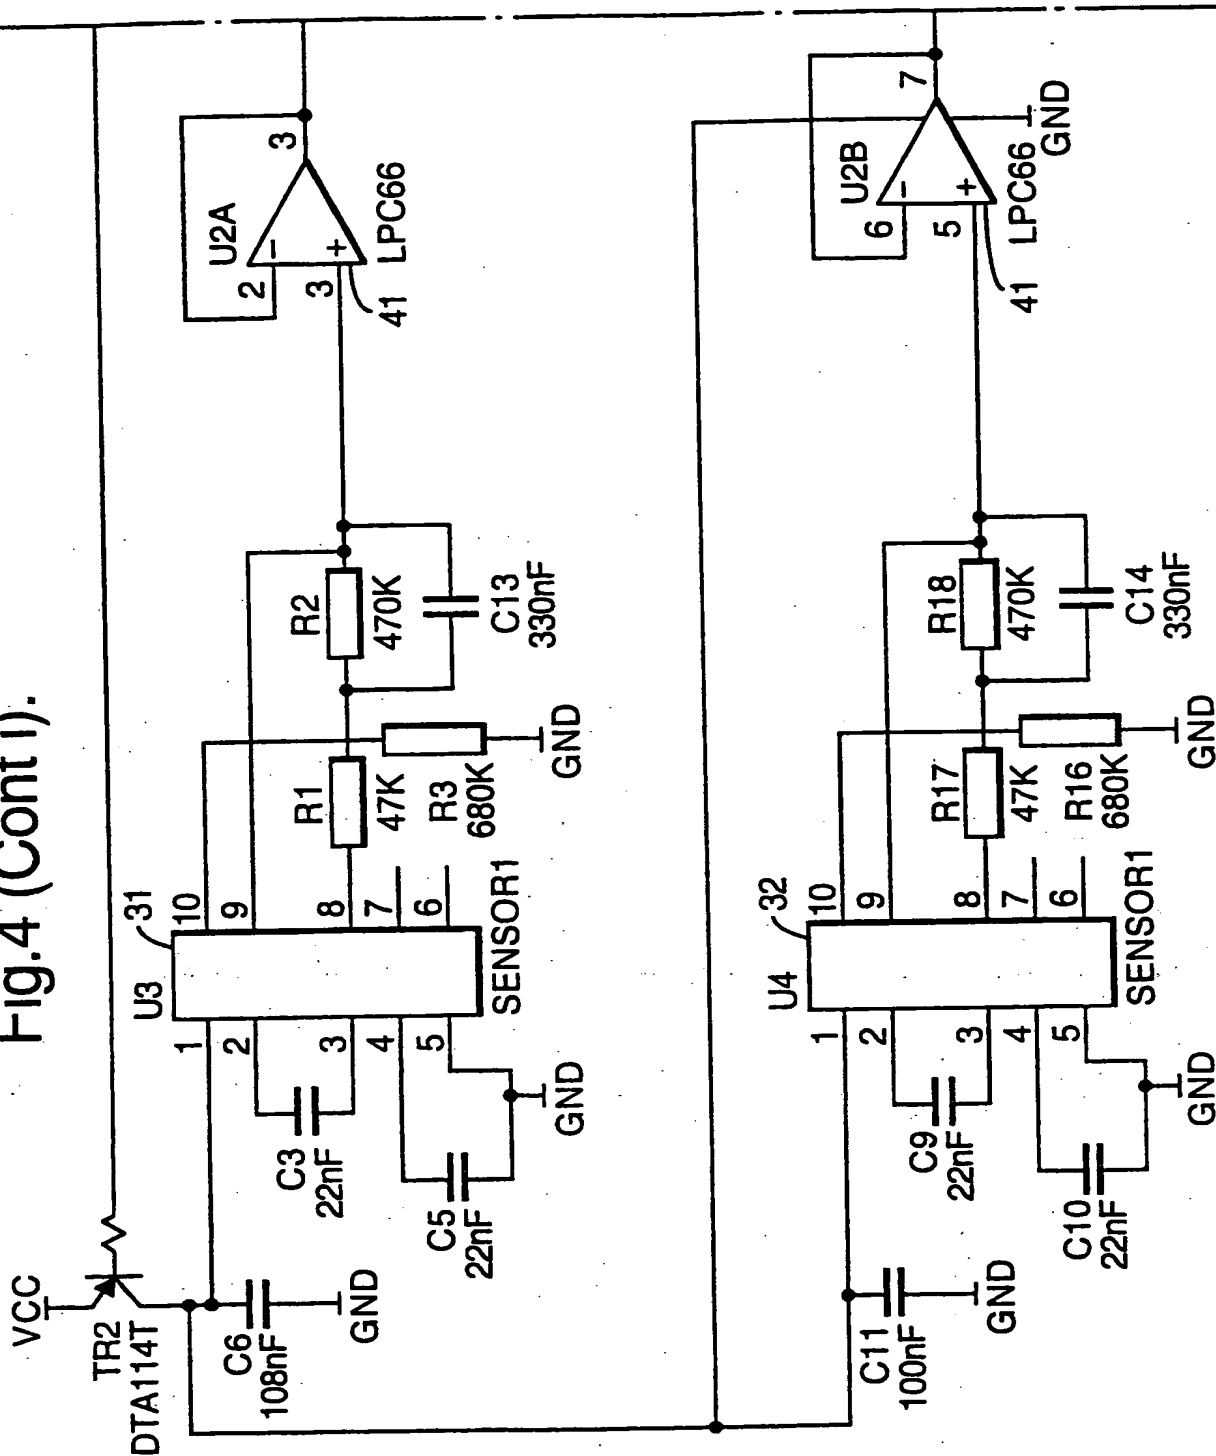 Fig.4 (Cont I).
VCC
TR2
DTA114T
C6
108nF
GND
U3
31
1
2
3
4
5
10
9
8
7
6
SENSOR1
C3
22nF
C5
22nF
GND
R1
47K
R3
680K
GND
R2
470K
C13
330nF
U2A
2
3
3
−
+
LPC66
41
C11
100nF
GND
U4
32
1
2
3
4
5
10
9
8
7
6
SENSOR1
C9
22nF
C10
22nF
GND
R17
47K
R16
680K
GND
R18
470K
C14
330nF
U2B
6
5
7
−
+
LPC66
41
GND